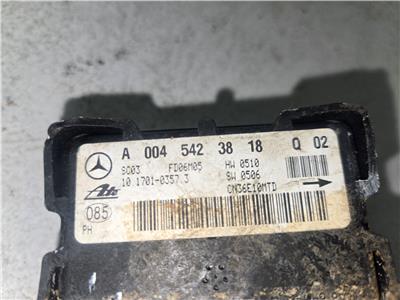 A 004 542 38 18 Q 02
SC03 FD06M05 HW 0510
10.1701-0357.3 SW 0506
Ate CN36E10MTD
085
PH